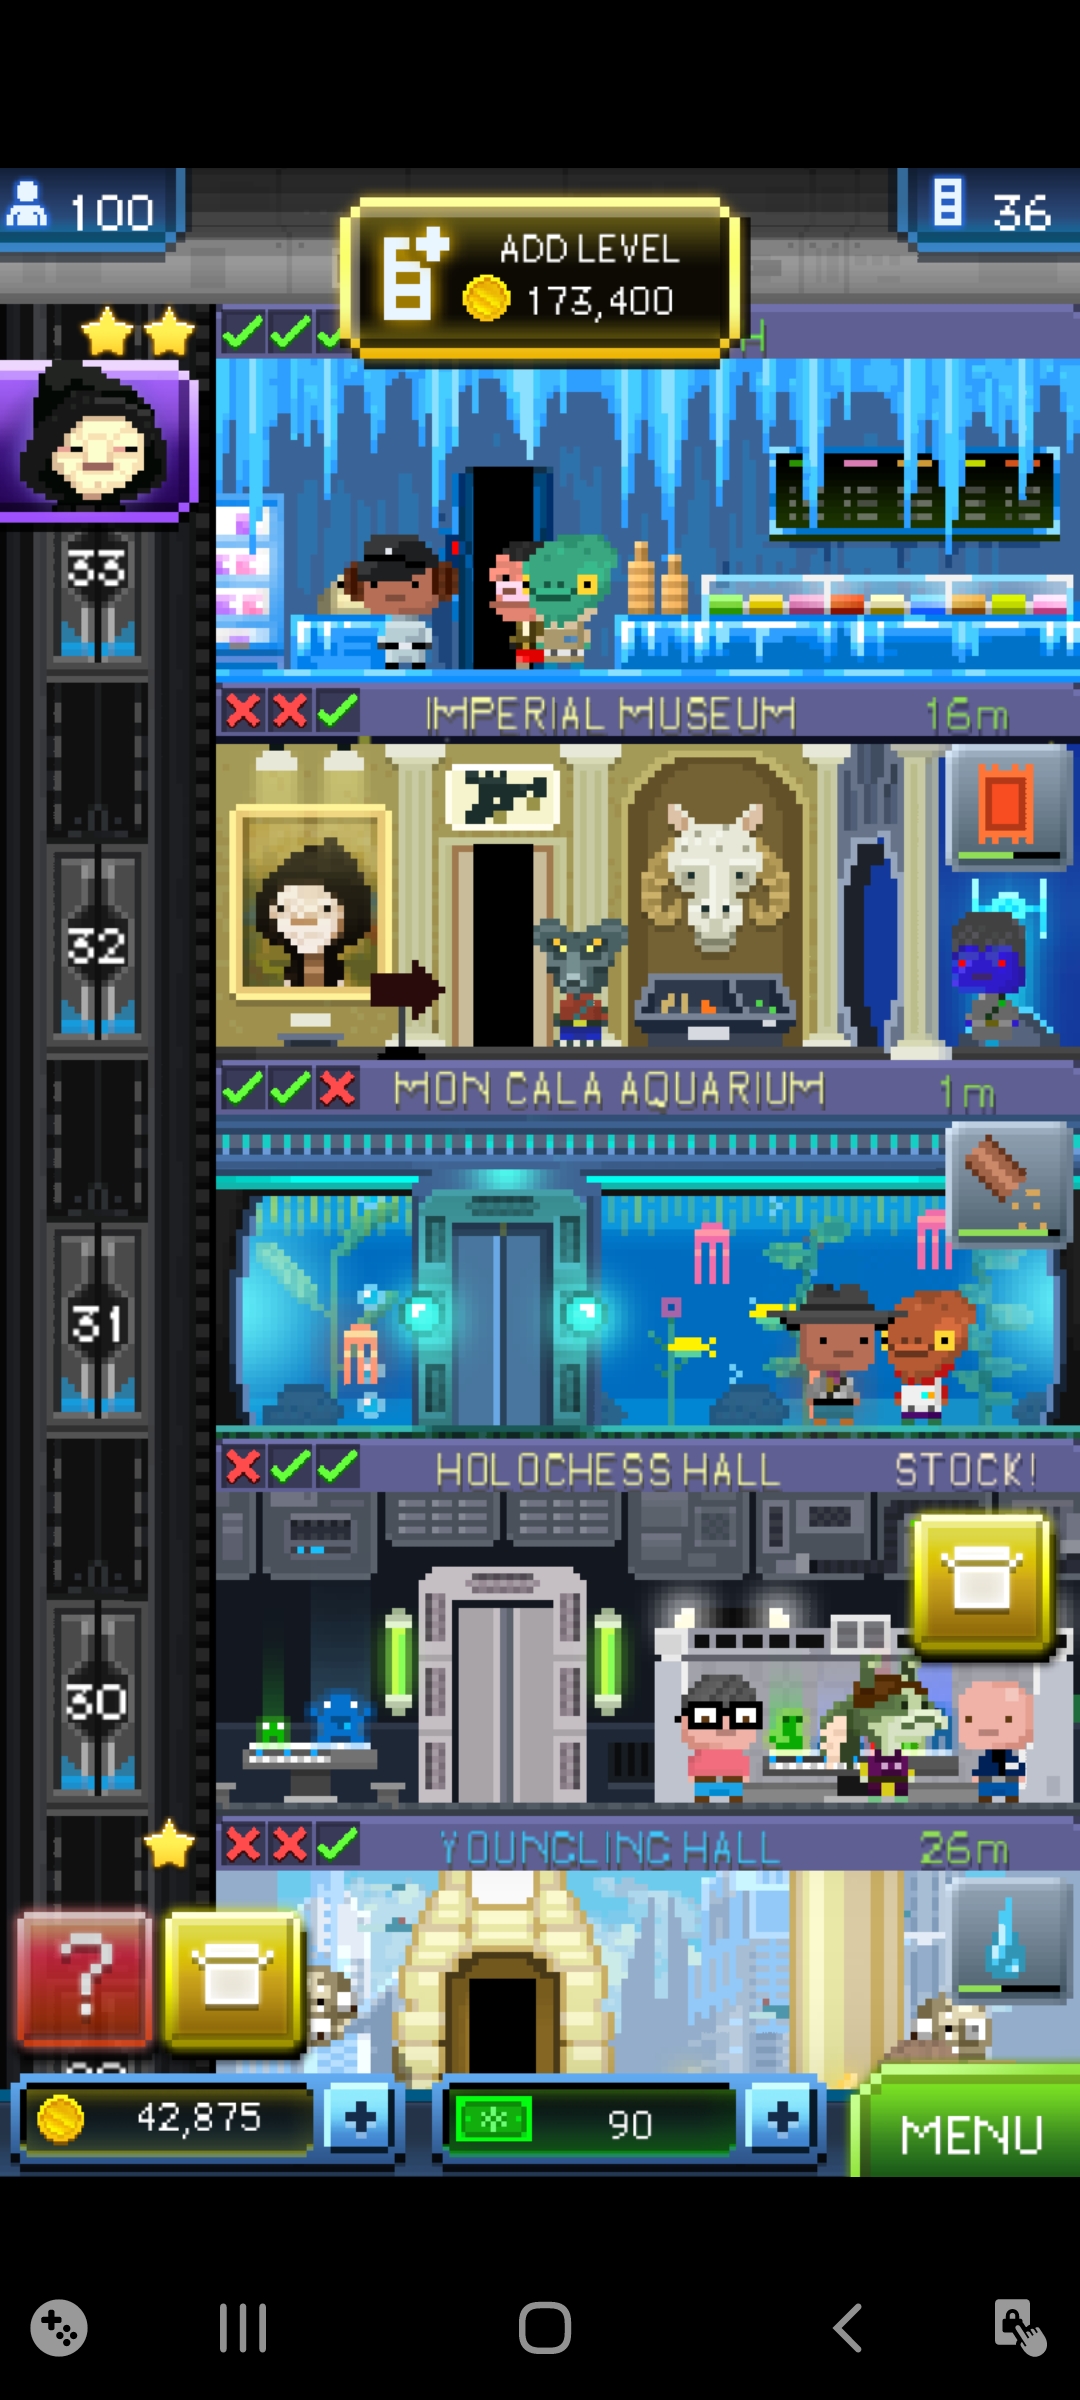 100
ADD LEVEL
173,400
36
33
IMPERIAL MUSEUM 16m
32
MON CALA AQUARIUM 1m
31
HOLOCHESS HALL STOCK!
30
YOUNGLING HALL 26m
?
42,875 +
90 +
MENU